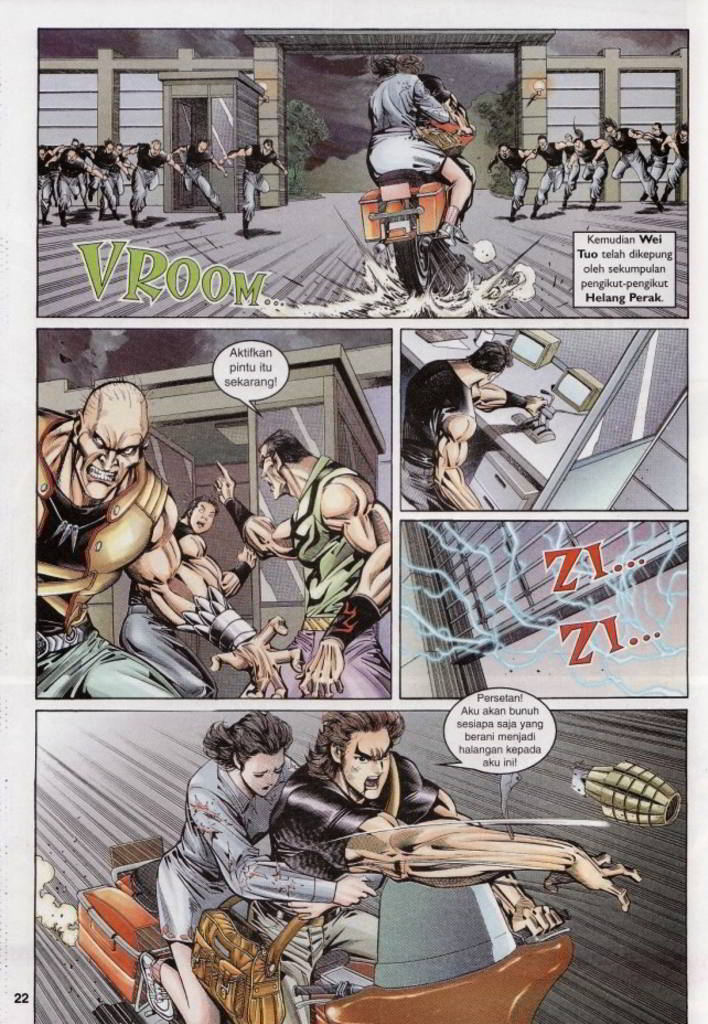 VROOM...
Kemudian Wei
Tuo telah dikepung
oleh sekumpulan
pengikut-pengikut
Helang Perak.
Aktifkan
pintu itu
sekarang!
ZI...
ZI...
Persetan!
Aku akan bunuh
sesiapa saja yang
berani menjadi
halangan kepada
aku ini!
22